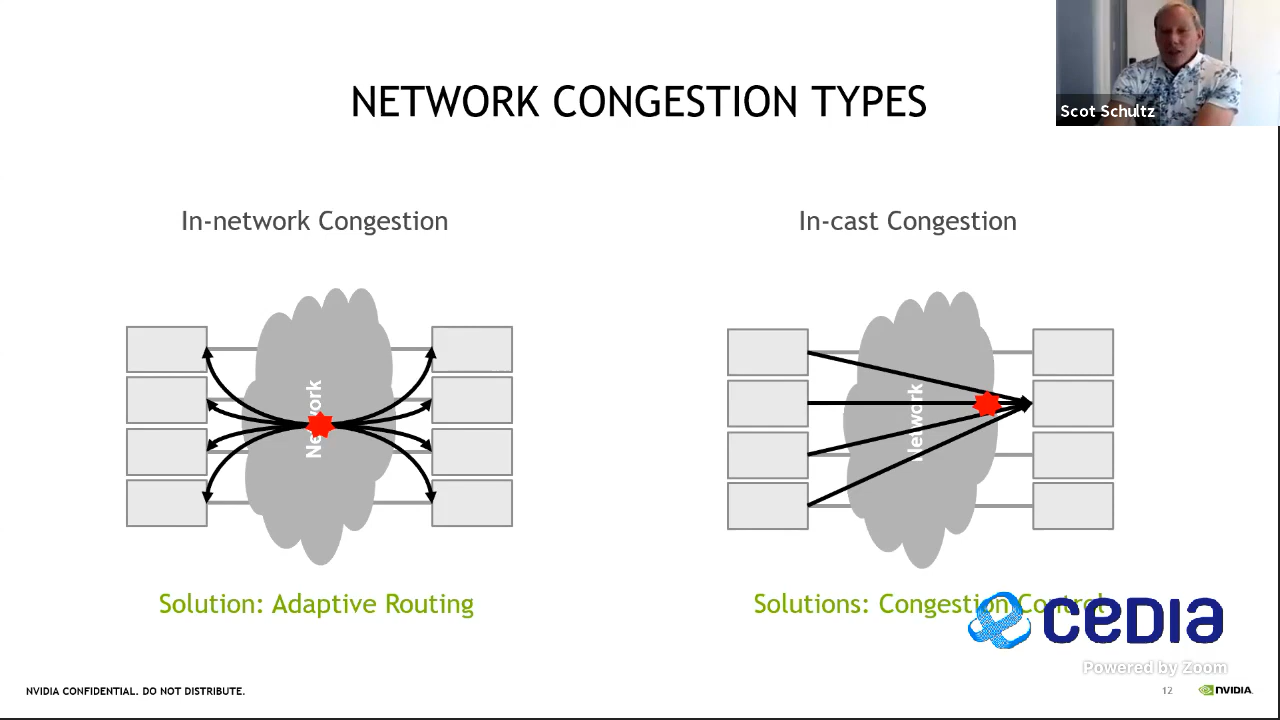 Scot Schultz
NETWORK CONGESTION TYPES
In-network Congestion
In-cast Congestion
Network
Network
Solution: Adaptive Routing
Solutions: Congestion Control
CEDIA
Powered by Zoom
NVIDIA CONFIDENTIAL. DO NOT DISTRIBUTE.
12
NVIDIA.